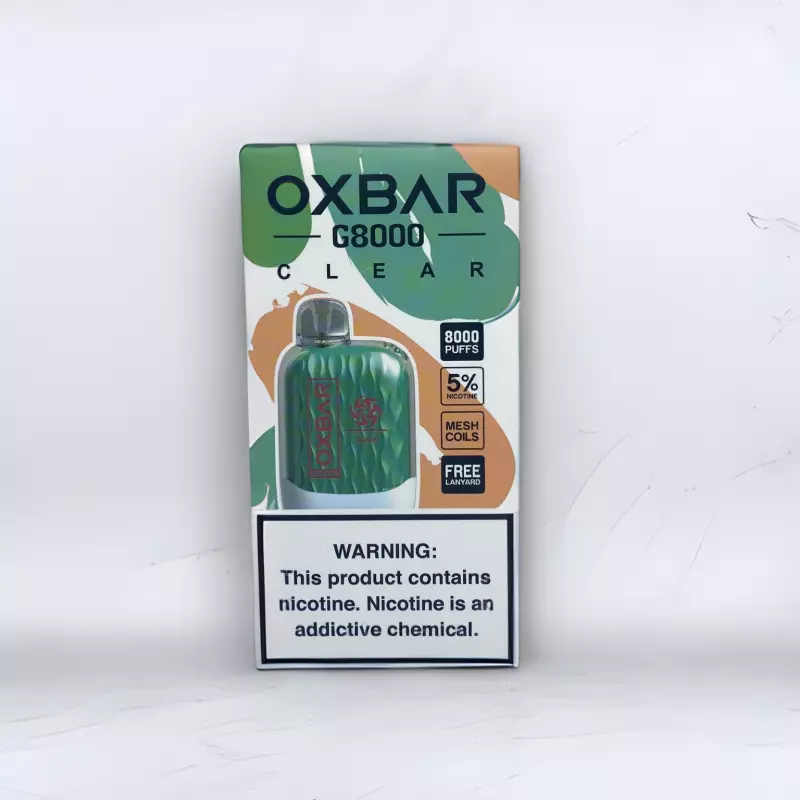 OXBAR
G8000
CLEAR
8000
PUFFS
5%
NICOTINE
MESH
COILS
FREE
LANYARD
OXBAR
WARNING:
This product contains
nicotine. Nicotine is an
addictive chemical.